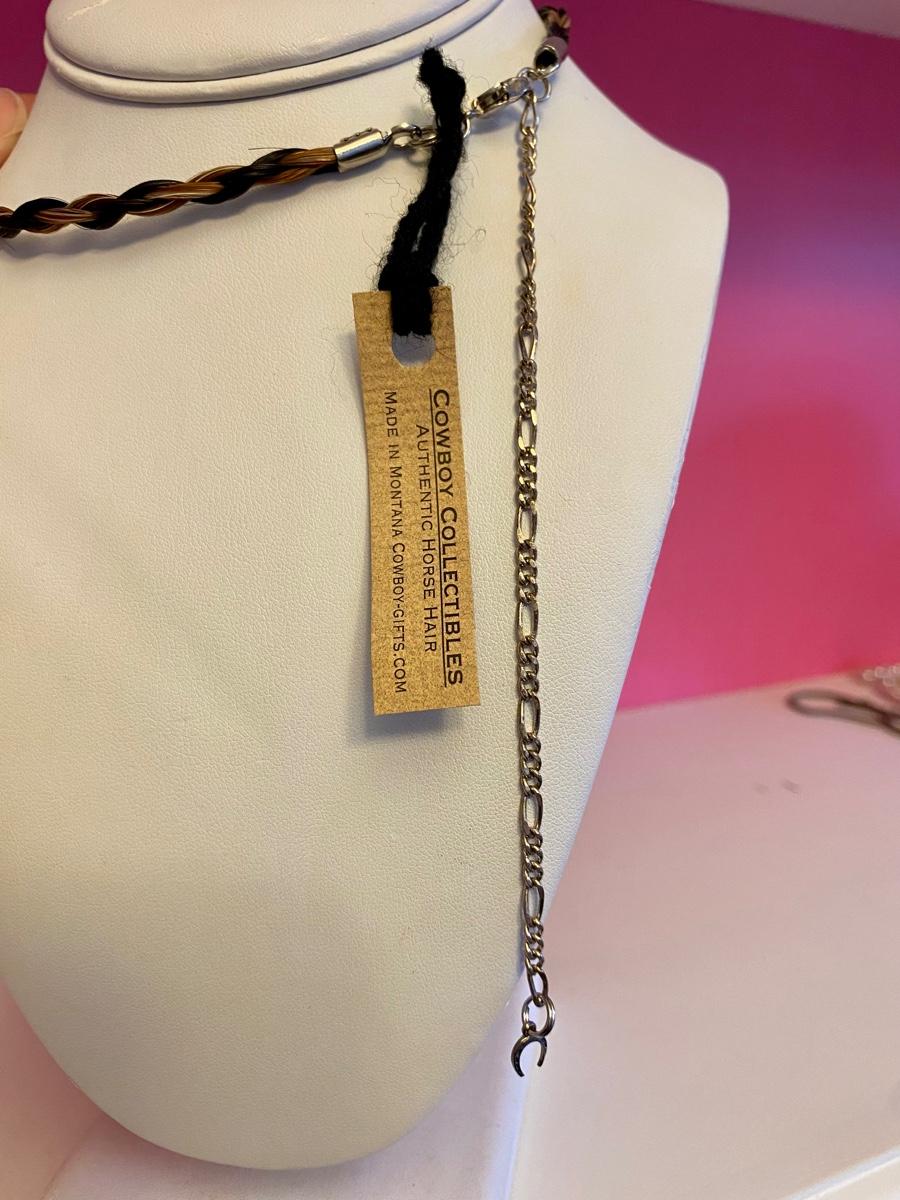 Cowboy Collectibles
Authentic Horse Hair
Made in Montana Cowboy-gifts.com